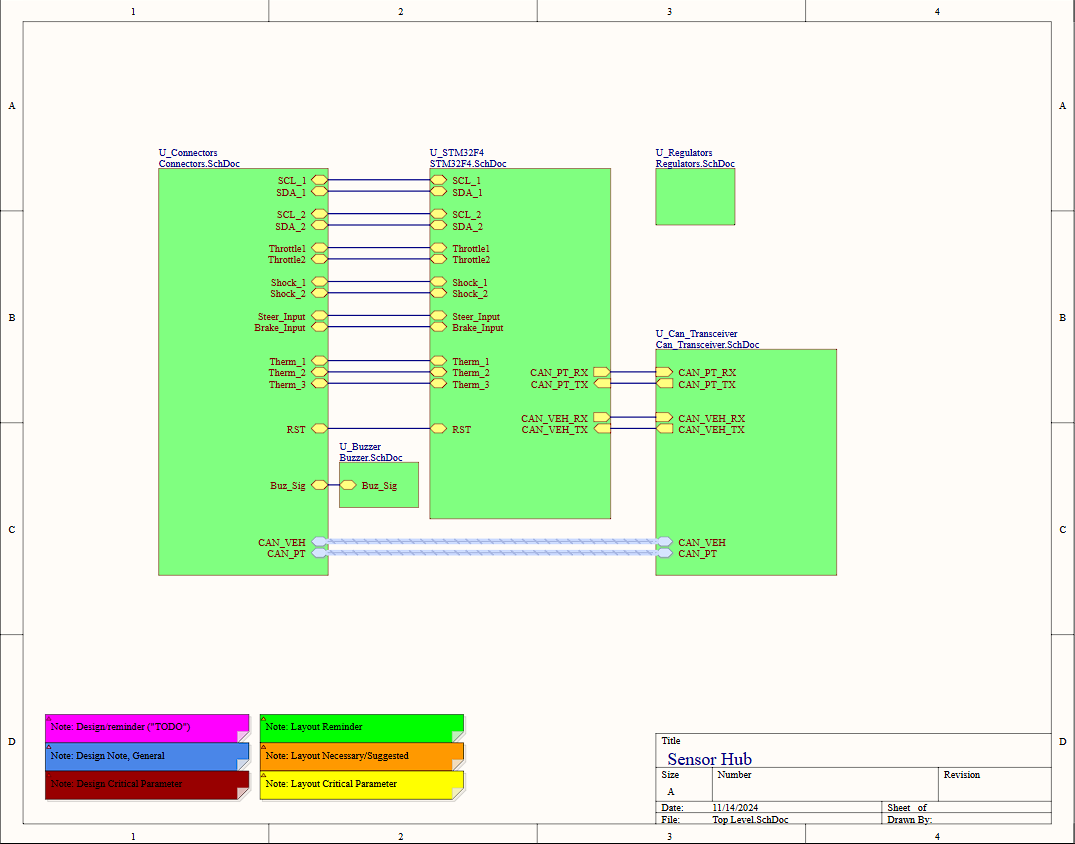 1 2 3 4
A A
U_Connectors
Connectors.SchDoc
U_STM32F4
STM32F4.SchDoc
U_Regulators
Regulators.SchDoc
SCL_1 SCL_1
SDA_1 SDA_1
SCL_2 SCL_2
SDA_2 SDA_2
Throttle1 Throttle1
Throttle2 Throttle2
Shock_1 Shock_1
Shock_2 Shock_2
B B
Steer_Input Steer_Input
Brake_Input Brake_Input
U_Can_Transceiver
Can_Transceiver.SchDoc
Therm_1 Therm_1
Therm_2 Therm_2
Therm_3 Therm_3
CAN_PT_RX CAN_PT_RX
CAN_PT_TX CAN_PT_TX
CAN_VEH_RX CAN_VEH_RX
CAN_VEH_TX CAN_VEH_TX
RST RST
U_Buzzer
Buzzer.SchDoc
Buz_Sig Buz_Sig
C C
CAN_VEH CAN_VEH
CAN_PT CAN_PT
D D
Note: Design/reminder ("TODO")
Note: Layout Reminder
Note: Design Note, General
Note: Layout Necessary/Suggested
Note: Design Critical Parameter
Note: Layout Critical Parameter
Title
Sensor Hub
Size Number Revision
A
Date: 11/14/2024 Sheet of
File: Top Level.SchDoc Drawn By:
1 2 3 4